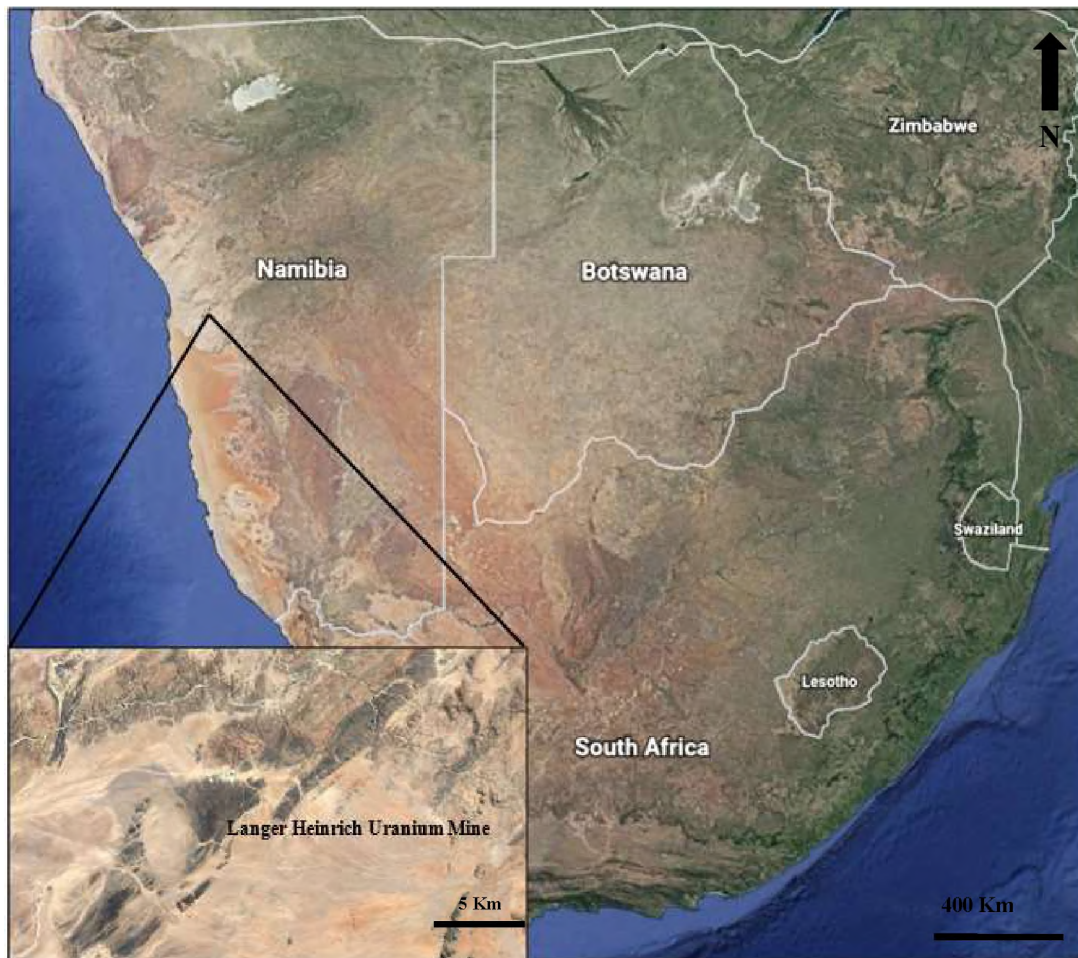 N
Zimbabwe
Namibia
Botswana
Swaziland
Lesotho
South Africa
Langer Heinrich Uranium Mine
5 Km
400 Km